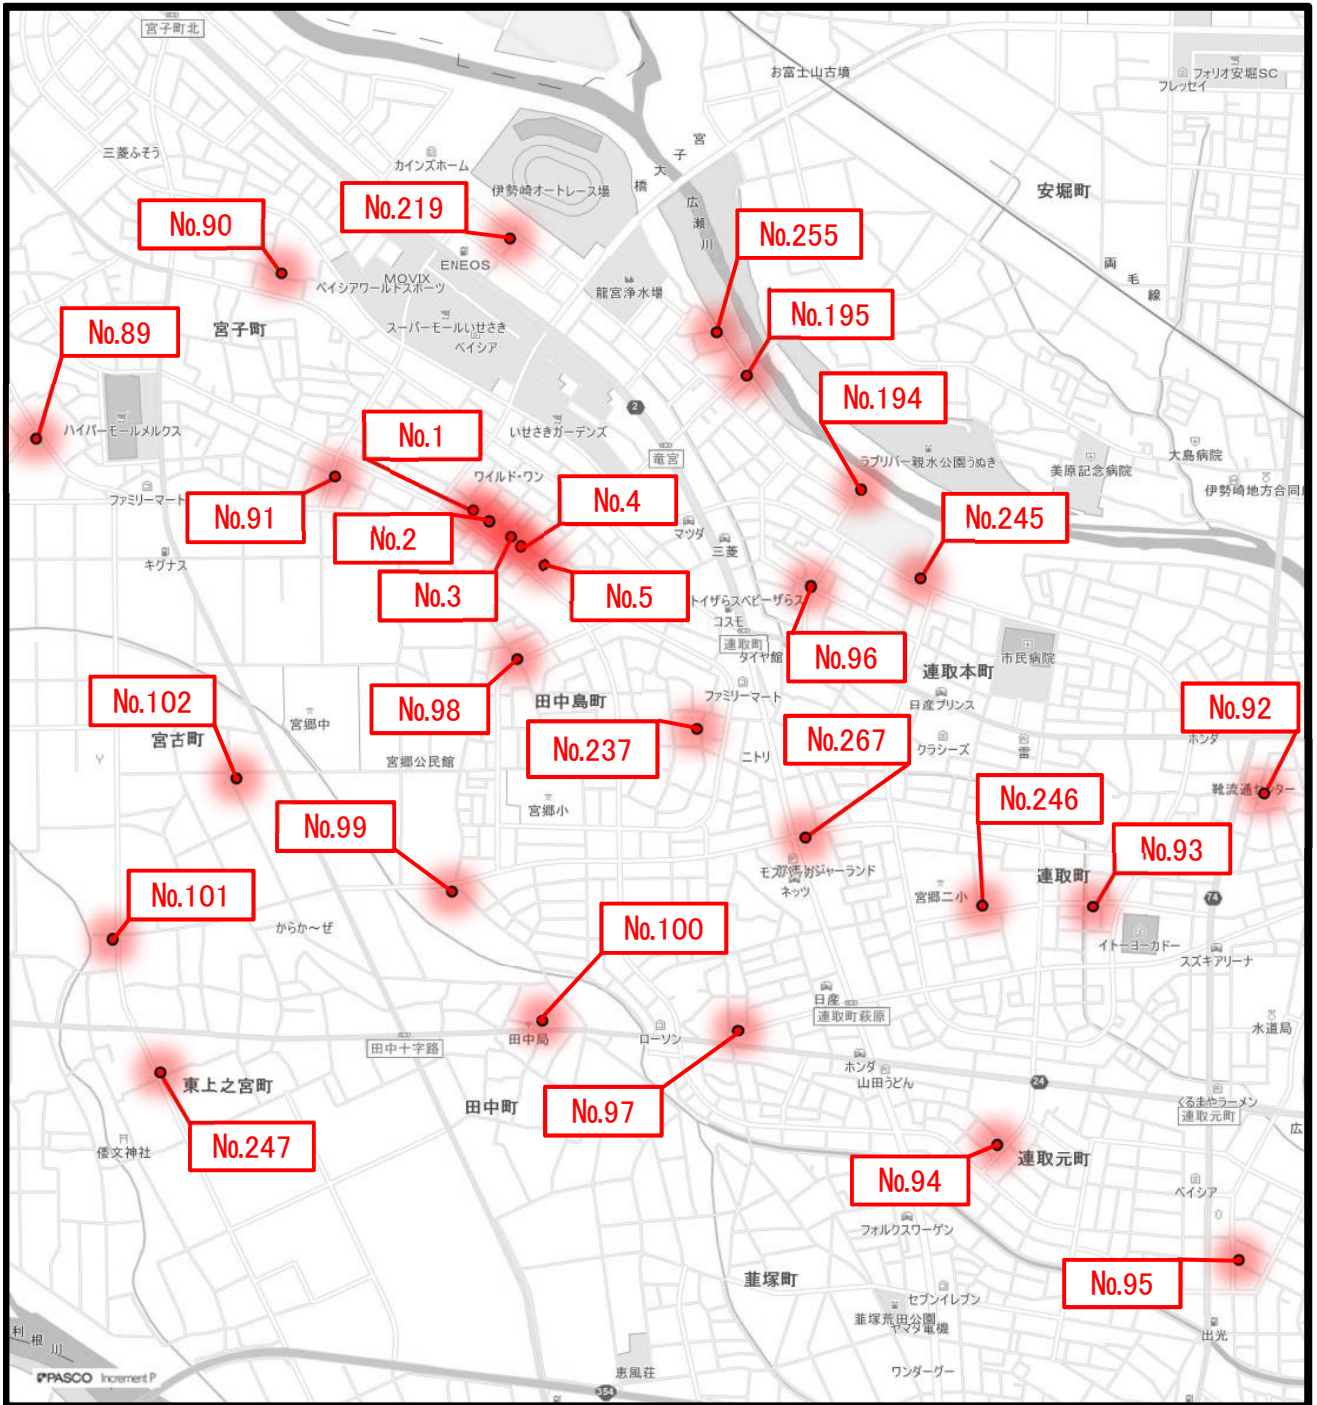 宮子町北
お富士山古墳
フォリオ安堀SC
フレッセイ
三菱ふそう
カインズホーム
伊勢崎オートレース場
宮
子
大
橋
広
瀬
川
安堀町
No.90
No.219
No.255
ENEOS
MOVIX
ベイシアワールドスポーツ
龍宮浄水場
両
毛
線
No.89
宮子町
スーパーモールいせさき
ベイシア
No.195
ハイパーモールメルクス
No.1
いせさきガーデンズ
2
竜宮
No.194
ラブリバー親水公園うぬき
美原記念病院
大島病院
伊勢崎地方合同
ファミリーマート
No.91
ワイルド・ワン
No.4
No.2
マツダ
三菱
No.245
キグナス
No.3
No.5
トイザらスベビーザらス
コスモ
連取町
タイヤ館
No.96
市民病院
連取本町
No.102
宮古町
宮郷中
No.98
田中島町
ファミリーマート
日産プリンス
No.92
宮郷公民館
No.237
ニトリ
No.267
クラシーズ
雷
ホンダ
靴流通センター
宮郷小
No.99
No.246
No.93
ネッツ
宮郷二小
連取町
74
No.101
からか～ぜ
No.100
イトーヨーカドー
スズキアリーナ
日産
連取町萩原
水道局
田中局
ローソン
田中十字路
ホンダ
山田うどん
24
東上之宮町
田中町
No.97
くるまやラーメン
連取元町
広
No.247
倭文神社
No.94
連取元町
ベイシア
フォルクスワーゲン
韮塚町
No.95
セブンイレブン
韮塚荒田公園
ヤマダ電機
出光
利
根
川
PASCO Increment P
恵風荘
354
ワンダーグー